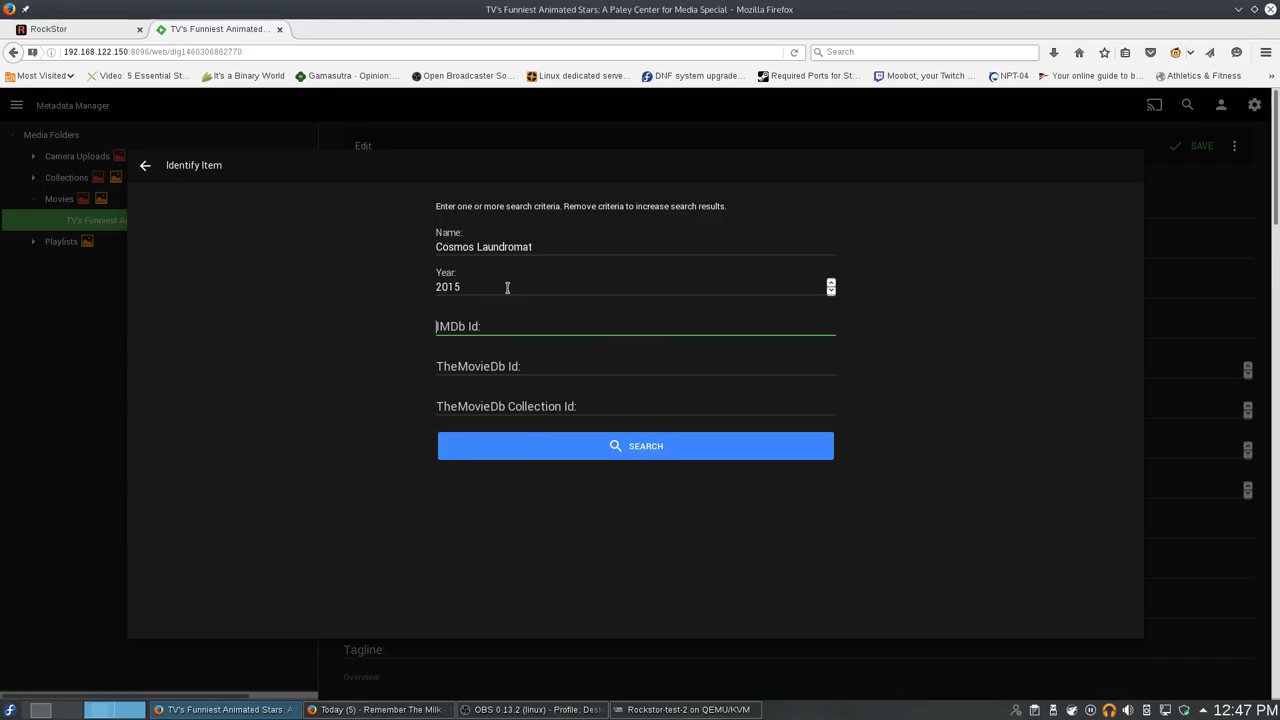 TV's Funniest Animated Stars: A Paley Center for Media Special - Mozilla Firefox
RockStor
TV's Funniest Animated...
192.168.122.150:8096/web/dlg1460306862770
Search
Most Visited
Video: 5 Essential St...
It's a Binary World
Gamasutra - Opinion:...
Open Broadcaster So...
Linux dedicated serve...
DNF system upgrade...
Required Ports for St...
Moobot, your Twitch ...
NPT-04
Your online guide to b...
Athletics & Fitness
Metadata Manager
Media Folders
Edit
SAVE
Camera Uploads
Identify Item
Collections
Movies
TV's Funniest A
Playlists
Enter one or more search criteria. Remove criteria to increase search results.
Name:
Cosmos Laundromat
Year:
2015
IMDb Id:
TheMovieDb Id:
TheMovieDb Collection Id:
SEARCH
Tagline:
Overview
TV's Funniest Animated Stars: A
Today (5) - Remember The Milk -
OBS 0.13.2 (linux) - Profile: Desk
Rockstor-test-2 on QEMU/KVM
12:47 PM